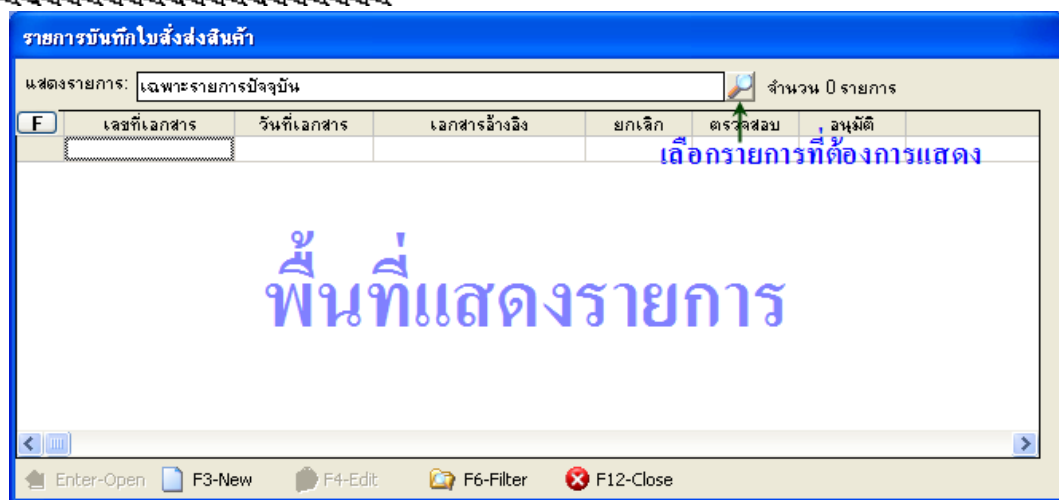 รายการบันทึกใบสั่งส่งสินค้า
แสดงรายการ: เฉพาะรายการปัจจุบัน จำนวน 0 รายการ
F เลขที่เอกสาร วันที่เอกสาร เอกสารอ้างอิง ยกเลิก ตรวจสอบ อนุมัติ
เลือกรายการที่ต้องการแสดง
พื้นที่แสดงรายการ
Enter-Open F3-New F4-Edit F6-Filter F12-Close